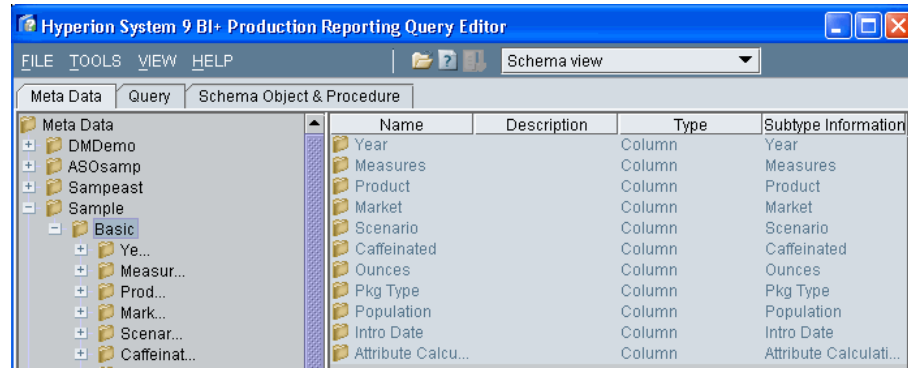 Hyperion System 9 BI+ Production Reporting Query Editor
FILE TOOLS VIEW HELP Schema view
Meta Data Query Schema Object & Procedure
Meta Data
DMDemo
ASOsamp
Sampeast
Sample
Basic
Ye...
Measur...
Prod...
Mark...
Scenar...
Caffeinat...
Name Description Type Subtype Information
Year Column Year
Measures Column Measures
Product Column Product
Market Column Market
Scenario Column Scenario
Caffeinated Column Caffeinated
Ounces Column Ounces
Pkg Type Column Pkg Type
Population Column Population
Intro Date Column Intro Date
Attribute Calcu... Column Attribute Calculati...